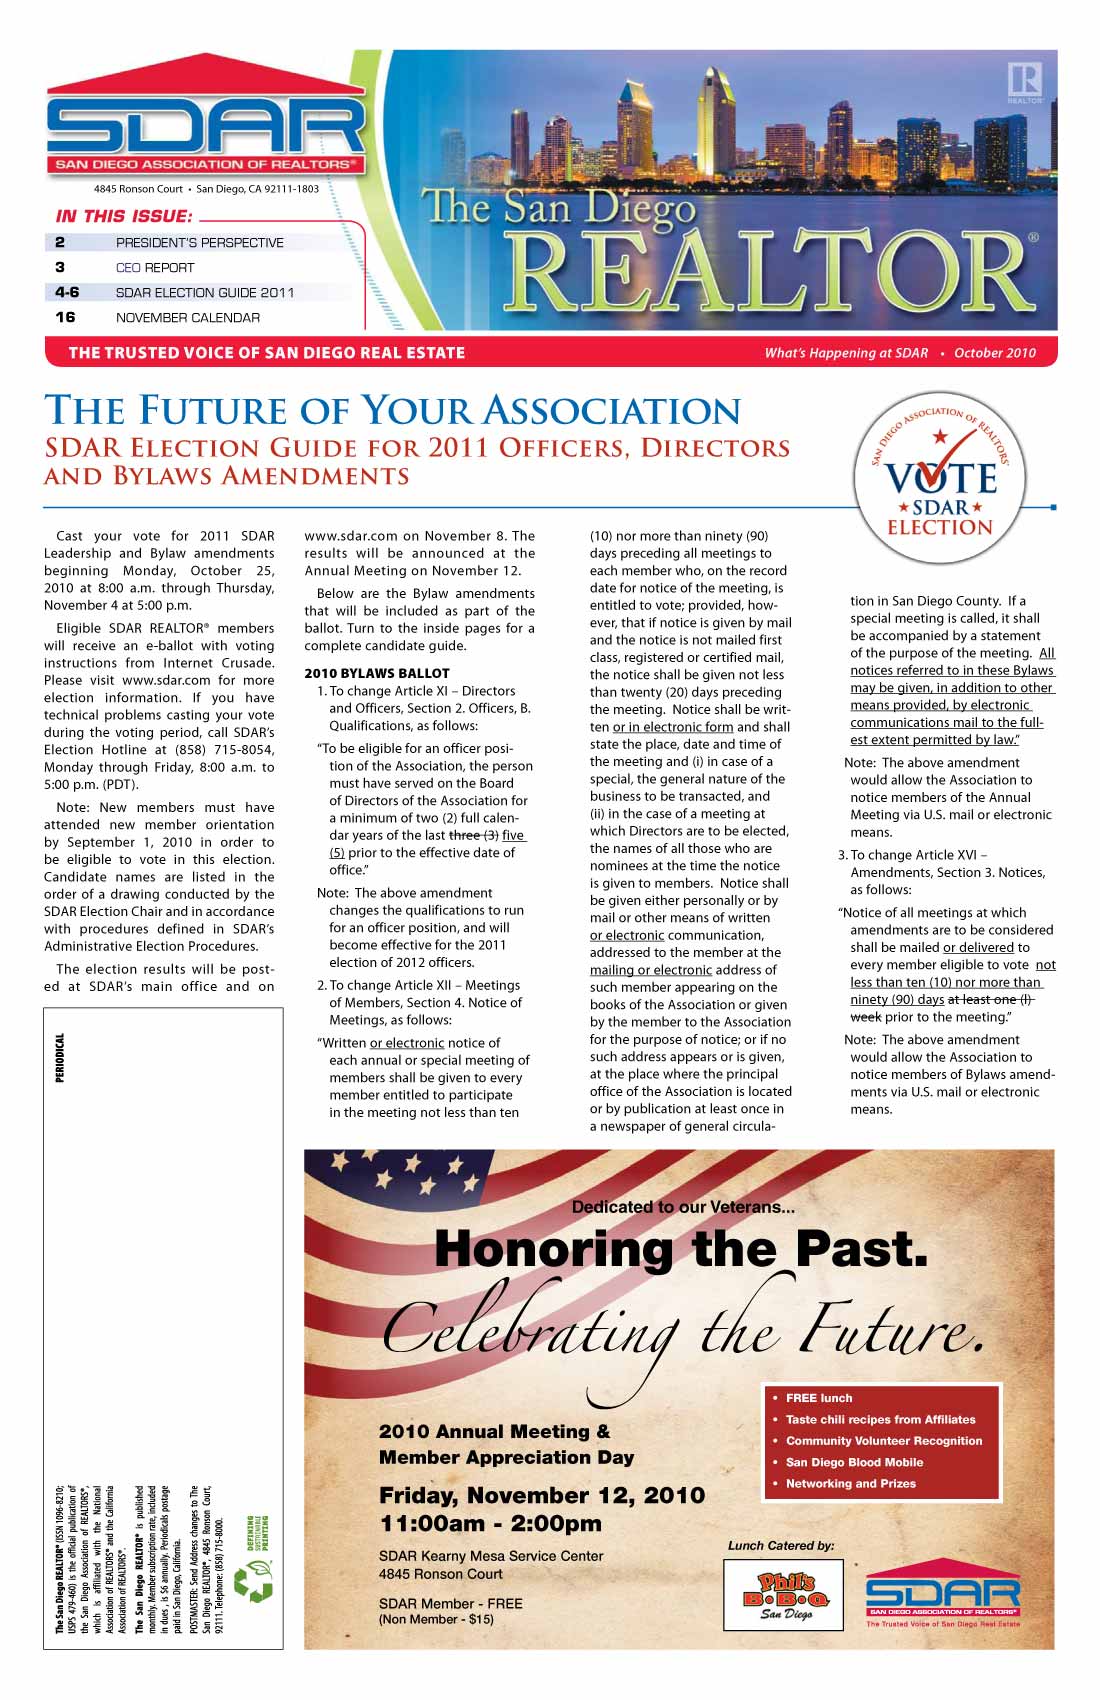 SDAR
SAN DIEGO ASSOCIATION OF REALTORS®
4845 Ronson Court • San Diego, CA 92111-1803
IN THIS ISSUE:
2 PRESIDENT'S PERSPECTIVE
3 CEO REPORT
4-6 SDAR ELECTION GUIDE 2011
16 NOVEMBER CALENDAR
R
REALTOR®
The San Diego
REALTOR®
THE TRUSTED VOICE OF SAN DIEGO REAL ESTATE
What's Happening at SDAR • October 2010
THE FUTURE OF YOUR ASSOCIATION
SDAR ELECTION GUIDE FOR 2011 OFFICERS, DIRECTORS
AND BYLAWS AMENDMENTS
SAN DIEGO ASSOCIATION OF REALTORS®
VOTE
SDAR
ELECTION
Cast your vote for 2011 SDAR
Leadership and Bylaw amendments
beginning Monday, October 25,
2010 at 8:00 a.m. through Thursday,
November 4 at 5:00 p.m.
Eligible SDAR REALTOR® members
will receive an e-ballot with voting
instructions from Internet Crusade.
Please visit www.sdar.com for more
election information. If you have
technical problems casting your vote
during the voting period, call SDAR's
Election Hotline at (858) 715-8054,
Monday through Friday, 8:00 a.m. to
5:00 p.m. (PDT).
Note: New members must have
attended new member orientation
by September 1, 2010 in order to
be eligible to vote in this election.
Candidate names are listed in the
order of a drawing conducted by the
SDAR Election Chair and in accordance
with procedures defined in SDAR's
Administrative Election Procedures.
The election results will be post-
ed at SDAR's main office and on
www.sdar.com on November 8. The
results will be announced at the
Annual Meeting on November 12.
Below are the Bylaw amendments
that will be included as part of the
ballot. Turn to the inside pages for a
complete candidate guide.
2010 BYLAWS BALLOT
1. To change Article XI – Directors
and Officers, Section 2. Officers, B.
Qualifications, as follows:
"To be eligible for an officer posi-
tion of the Association, the person
must have served on the Board
of Directors of the Association for
a minimum of two (2) full calen-
dar years of the last three (3) five
(5) prior to the effective date of
office."
Note: The above amendment
changes the qualifications to run
for an officer position, and will
become effective for the 2011
election of 2012 officers.
2. To change Article XII – Meetings
of Members, Section 4. Notice of
Meetings, as follows:
"Written or electronic notice of
each annual or special meeting of
members shall be given to every
member entitled to participate
in the meeting not less than ten
(10) nor more than ninety (90)
days preceding all meetings to
each member who, on the record
date for notice of the meeting, is
entitled to vote; provided, how-
ever, that if notice is given by mail
and the notice is not mailed first
class, registered or certified mail,
the notice shall be given not less
than twenty (20) days preceding
the meeting. Notice shall be writ-
ten or in electronic form and shall
state the place, date and time of
the meeting and (i) in case of a
special, the general nature of the
business to be transacted, and
(ii) in the case of a meeting at
which Directors are to be elected,
the names of all those who are
nominees at the time the notice
is given to members. Notice shall
be given either personally or by
mail or other means of written
or electronic communication,
addressed to the member at the
mailing or electronic address of
such member appearing on the
books of the Association or given
by the member to the Association
for the purpose of notice; or if no
such address appears or is given,
at the place where the principal
office of the Association is located
or by publication at least once in
a newspaper of general circula-
tion in San Diego County. If a
special meeting is called, it shall
be accompanied by a statement
of the purpose of the meeting. All
notices referred to in these Bylaws
may be given, in addition to other
means provided, by electronic
communications mail to the full-
est extent permitted by law."
Note: The above amendment
would allow the Association to
notice members of the Annual
Meeting via U.S. mail or electronic
means.
3. To change Article XVI –
Amendments, Section 3. Notices,
as follows:
"Notice of all meetings at which
amendments are to be considered
shall be mailed or delivered to
every member eligible to vote not
less than ten (10) nor more than
ninety (90) days at least one (l)
week prior to the meeting."
Note: The above amendment
would allow the Association to
notice members of Bylaws amend-
ments via U.S. mail or electronic
means.
PERIODICAL
The San Diego REALTOR® (ISSN 1096-8210;
USPS 479-460) is the official publication of
the San Diego Association of REALTORS®,
which is affiliated with the National
Association of REALTORS® and the California
Association of REALTORS®.
The San Diego REALTOR® is published
monthly. Member subscription rate, included
in dues , is $6 annually. Periodicals postage
paid in San Diego, California.
POSTMASTER: Send Address changes to The
San Diego REALTOR®, 4845 Ronson Court,
92111. Telephone: (858) 715-8000.
DEFINING
SUSTAINABLE
PRINTING
Dedicated to our Veterans...
Honoring the Past.
Celebrating the Future.
• FREE lunch
• Taste chili recipes from Affiliates
• Community Volunteer Recognition
• San Diego Blood Mobile
• Networking and Prizes
2010 Annual Meeting &
Member Appreciation Day
Friday, November 12, 2010
11:00am - 2:00pm
SDAR Kearny Mesa Service Center
4845 Ronson Court
SDAR Member - FREE
(Non Member - $15)
Lunch Catered by:
Phil's
B•B•Q
San Diego
SDAR
SAN DIEGO ASSOCIATION OF REALTORS®
The Trusted Voice of San Diego Real Estate